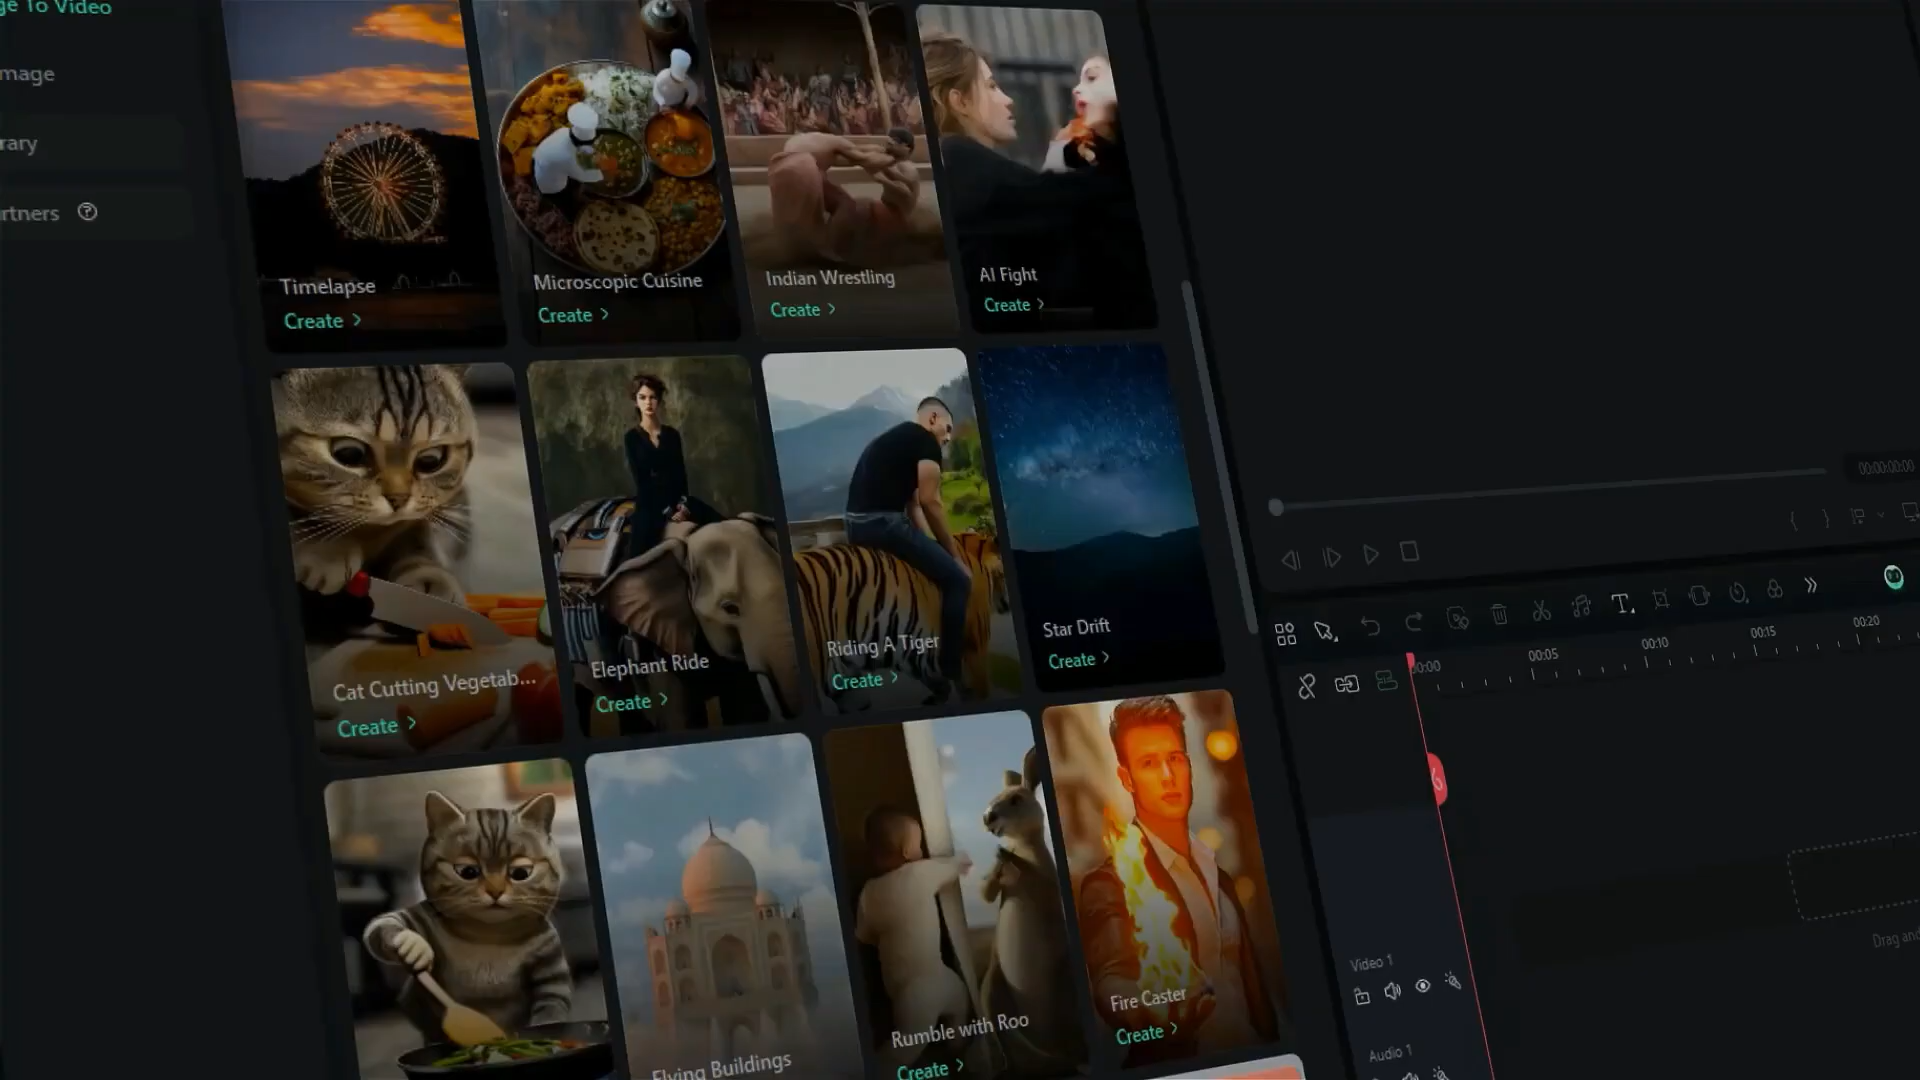 ge To Video
mage
rary
rtners
Timelapse
Create >
Microscopic Cuisine
Create >
Indian Wrestling
Create >
AI Fight
Create >
Cat Cutting Vegetab...
Create >
Elephant Ride
Create >
Riding A Tiger
Create >
Star Drift
Create >
Flying Buildings
Rumble with Roo
Create >
Fire Caster
Create >
00:00:00:00
00:00
00:05
00:10
00:15
00:20
Video 1
Drag and
Audio 1